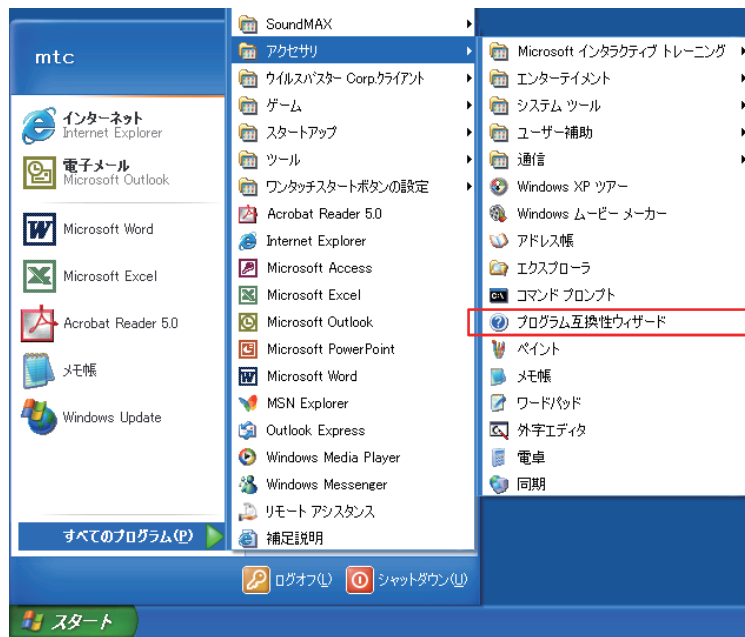 mtc
インターネット
Internet Explorer
電子メール
Microsoft Outlook
Microsoft Word
Microsoft Excel
Acrobat Reader 5.0
メモ帳
Windows Update
すべてのプログラム(P)
SoundMAX
アクセサリ
ウイルスバスター Corp.クライアント
ゲーム
スタートアップ
ツール
ワンタッチスタートボタンの設定
Acrobat Reader 5.0
Internet Explorer
Microsoft Access
Microsoft Excel
Microsoft Outlook
Microsoft PowerPoint
Microsoft Word
MSN Explorer
Outlook Express
Windows Media Player
Windows Messenger
リモート アシスタンス
補足説明
Microsoft インタラクティブ トレーニング
エンターテイメント
システム ツール
ユーザー補助
通信
Windows XP ツアー
Windows ムービー メーカー
アドレス帳
エクスプローラ
コマンド プロンプト
プログラム互換性ウィザード
ペイント
メモ帳
ワードパッド
外字エディタ
電卓
同期
ログオフ(L)
シャットダウン(U)
スタート